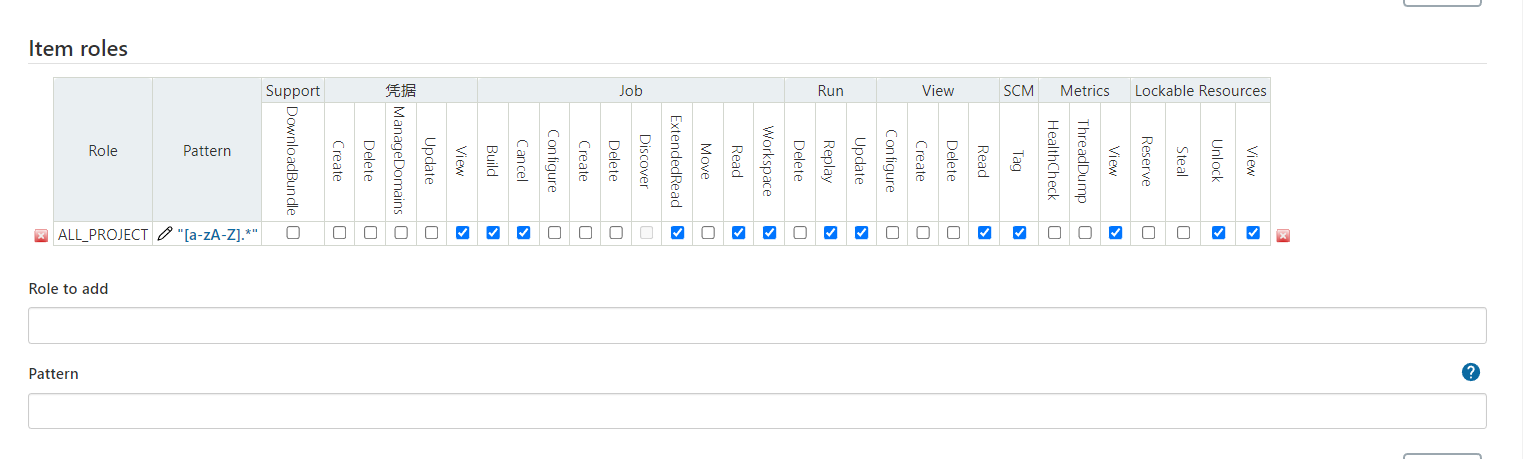 Item roles
Support 凭据 Job Run View SCM Metrics Lockable Resources
Role Pattern DownloadBundle Create Delete ManageDomains Update View Build Cancel Configure Create Delete Discover ExtendedRead Move Read Workspace Delete Replay Update Configure Create Delete Read Tag HealthCheck ThreadDump View Reserve Steal Unlock View
ALL_PROJECT "[a-zA-Z].*"
Role to add
Pattern ?